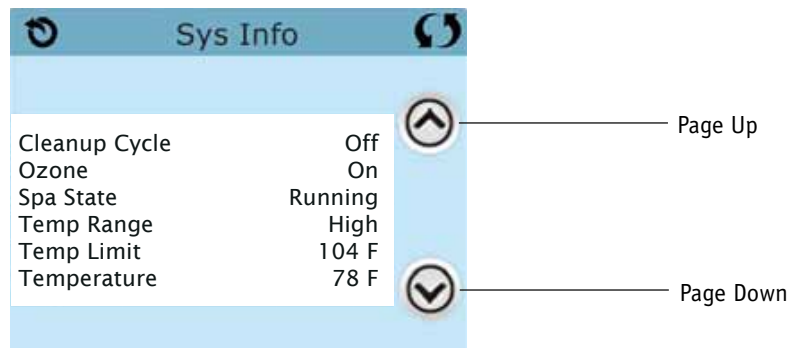 Sys Info
Page Up
Cleanup Cycle Off
Ozone On
Spa State Running
Temp Range High
Temp Limit 104 F
Temperature 78 F
Page Down